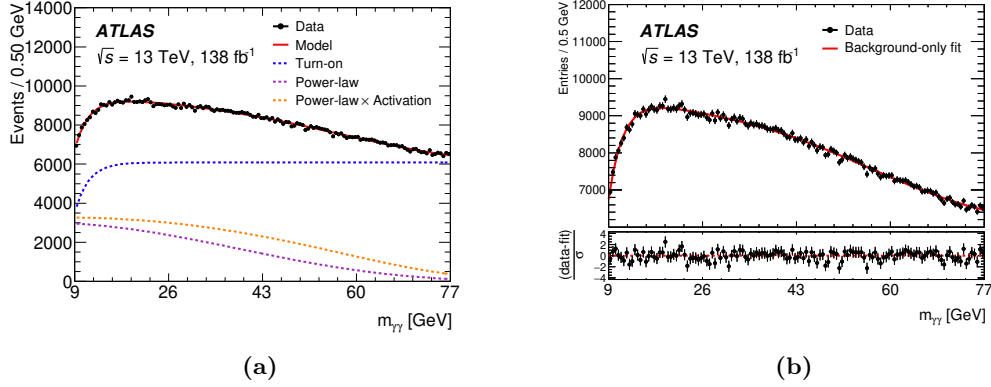 Events / 0.50 GeV
14000
12000
10000
8000
6000
4000
2000
0
ATLAS
√s = 13 TeV, 138 fb⁻¹
Data
Model
Turn-on
Power-law
Power-law × Activation
9 26 43 60 77
mγγ [GeV]
(a)
Entries / 0.5 GeV
12000
11000
10000
9000
8000
7000
ATLAS
√s = 13 TeV, 138 fb⁻¹
Data
Background-only fit
(data-fit)
σ
4
2
0
−2
−4
9 26 43 60 77
mγγ [GeV]
(b)